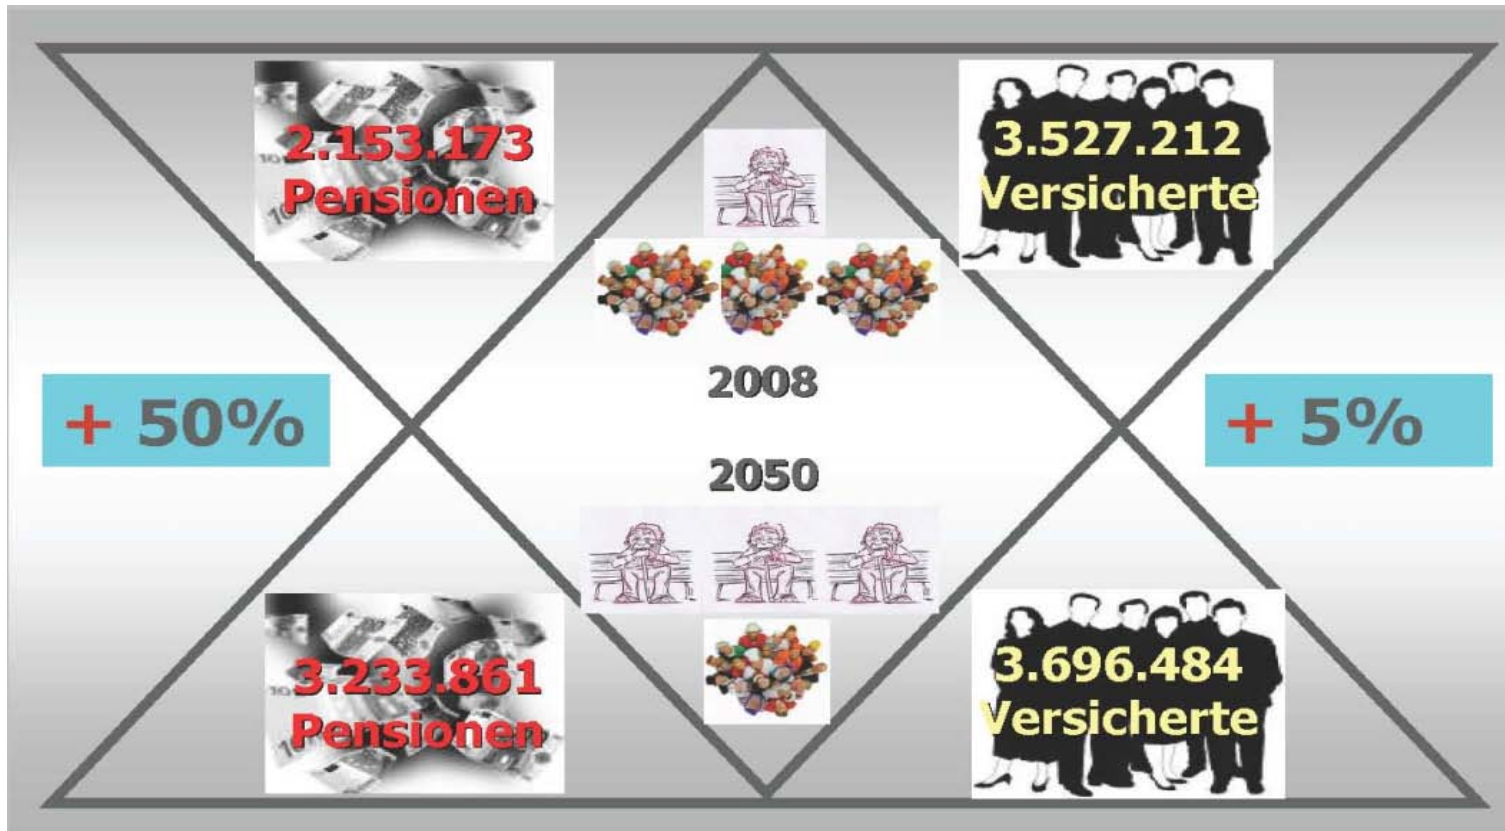 2.153.173
Pensionen
3.527.212
Versicherte
2008
+ 50%
+ 5%
2050
3.233.861
Pensionen
3.696.484
Versicherte